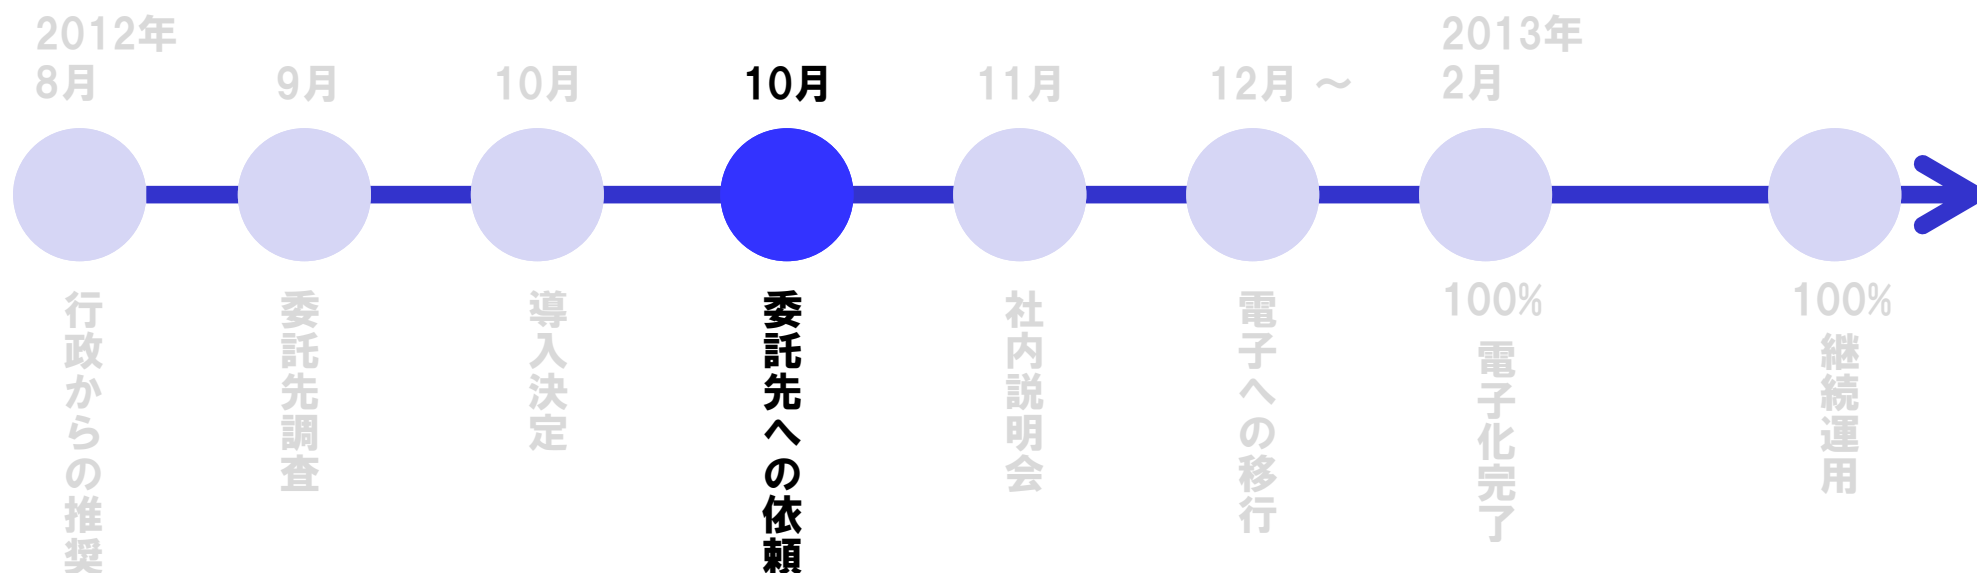 2012年
8月
9月
10月
10月
11月
12月 ～
2013年
2月
行政からの推奨
委託先調査
導入決定
委託先への依頼
社内説明会
電子への移行
100%
電子化完了
100%
継続運用